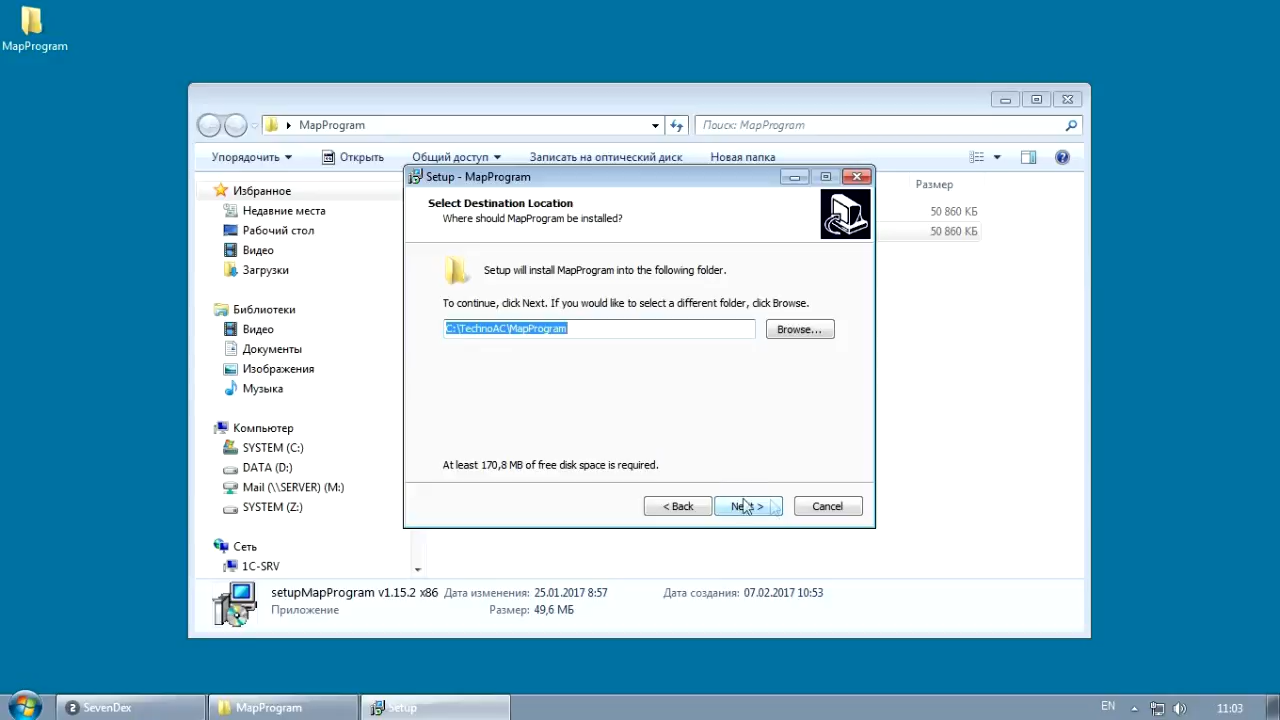 MapProgram
MapProgram
Поиск: MapProgram
Упорядочить
Открыть
Общий доступ
Записать на оптический диск
Новая папка
Избранное
Недавние места
Рабочий стол
Видео
Загрузки
Библиотеки
Видео
Документы
Изображения
Музыка
Компьютер
SYSTEM (C:)
DATA (D:)
Mail (\\SERVER) (M:)
SYSTEM (Z:)
Сеть
1C-SRV
Размер
50 860 КБ
50 860 КБ
Setup - MapProgram
Select Destination Location
Where should MapProgram be installed?
Setup will install MapProgram into the following folder.
To continue, click Next. If you would like to select a different folder, click Browse.
C:\TechnoAC\MapProgram
Browse...
At least 170,8 MB of free disk space is required.
< Back
Next >
Cancel
setupMapProgram v1.15.2 x86 Дата изменения: 25.01.2017 8:57 Дата создания: 07.02.2017 10:53
Приложение Размер: 49,6 МБ
SevenDex
MapProgram
Setup
EN
11:03